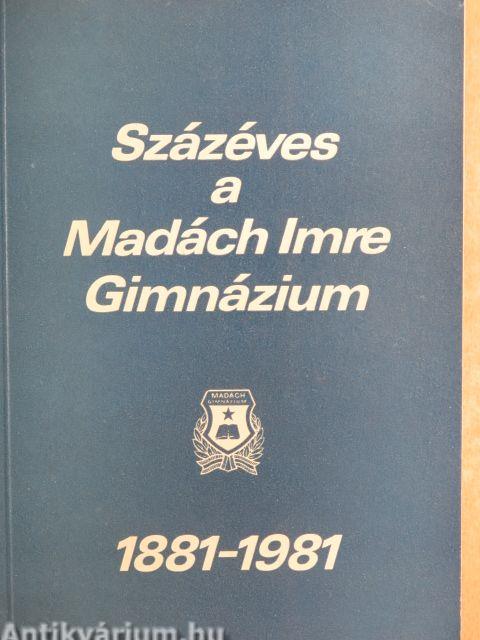 Százéves
a
Madách Imre
Gimnázium
MADÁCH
GIMNÁZIUM
1881-1981
Antikvárium.hu